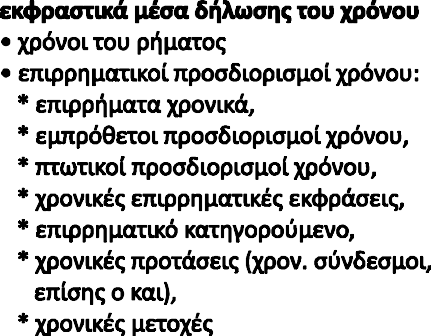 εκφραστικά μέσα δήλωσης του χρόνου
• χρόνοι του ρήματος
• επιρρηματικοί προσδιορισμοί χρόνου:
* επιρρήματα χρονικά,
* εμπρόθετοι προσδιορισμοί χρόνου,
* πτωτικοί προσδιορισμοί χρόνου,
* χρονικές επιρρηματικές εκφράσεις,
* επιρρηματικό κατηγορούμενο,
* χρονικές προτάσεις (χρον. σύνδεσμοι,
επίσης ο και),
* χρονικές μετοχές